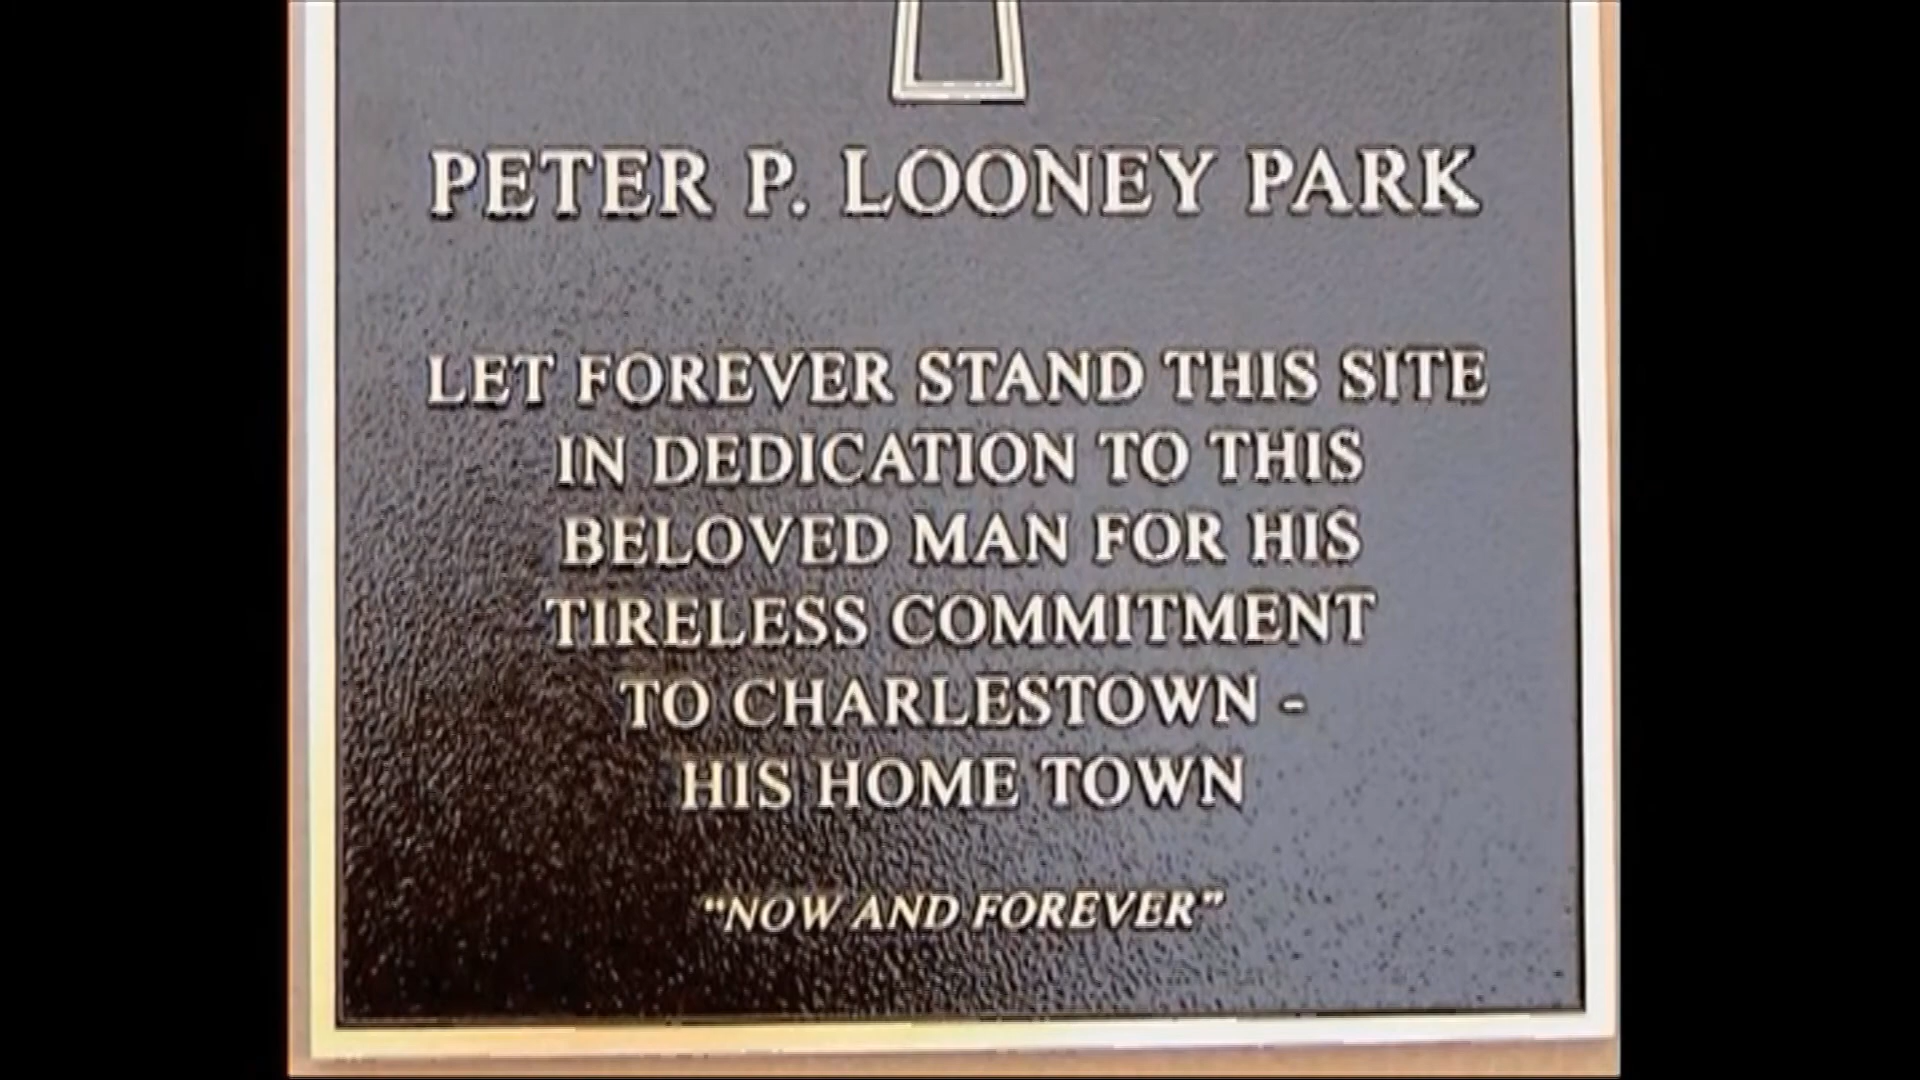 PETER P. LOONEY PARK
LET FOREVER STAND THIS SITE
IN DEDICATION TO THIS
BELOVED MAN FOR HIS
TIRELESS COMMITMENT
TO CHARLESTOWN -
HIS HOME TOWN
"NOW AND FOREVER"